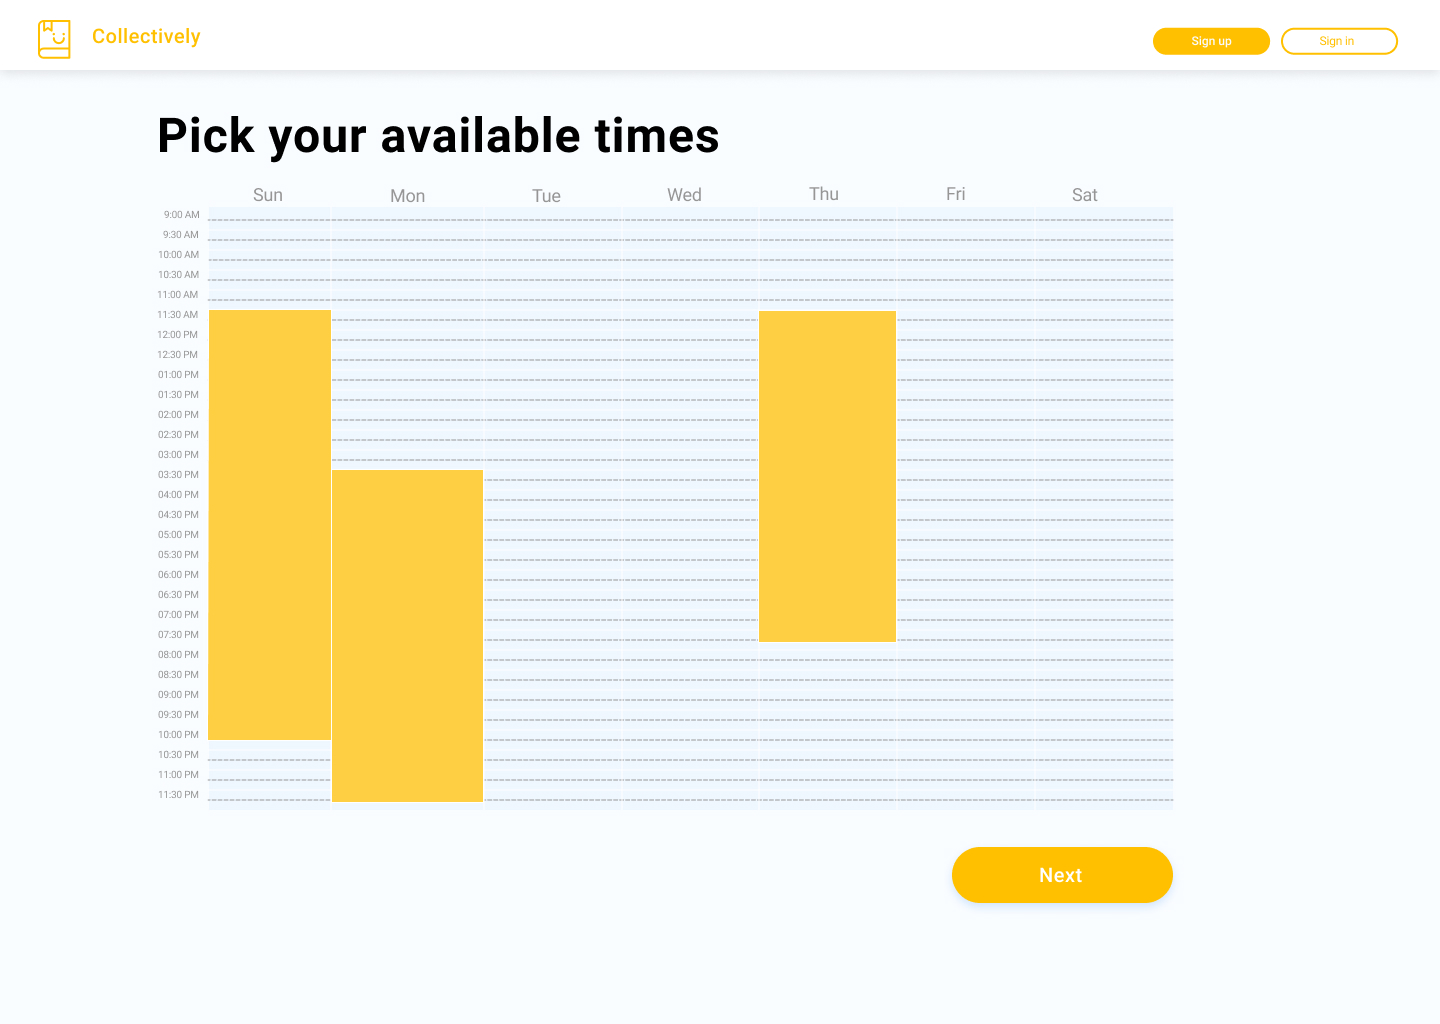 Collectively
Sign up
Sign in
Pick your available times
Sun Mon Tue Wed Thu Fri Sat
9:00 AM
9:30 AM
10:00 AM
10:30 AM
11:00 AM
11:30 AM
12:00 PM
12:30 PM
01:00 PM
01:30 PM
02:00 PM
02:30 PM
03:00 PM
03:30 PM
04:00 PM
04:30 PM
05:00 PM
05:30 PM
06:00 PM
06:30 PM
07:00 PM
07:30 PM
08:00 PM
08:30 PM
09:00 PM
09:30 PM
10:00 PM
10:30 PM
11:00 PM
11:30 PM
Next